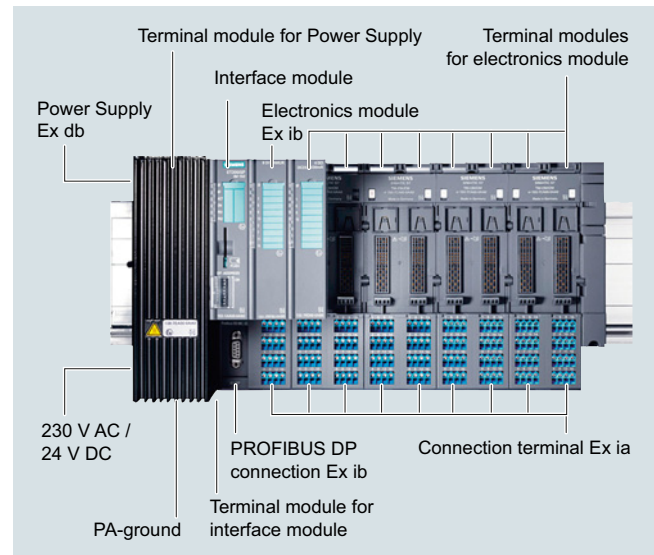 Terminal module for Power Supply
Terminal modules
for electronics module
Interface module
Power Supply
Ex db
Electronics module
Ex ib
SIEMENS
SIEMENS
SIEMENS
230 V AC /
24 V DC
PROFIBUS DP
connection Ex ib
Connection terminal Ex ia
Terminal module for
interface module
PA-ground